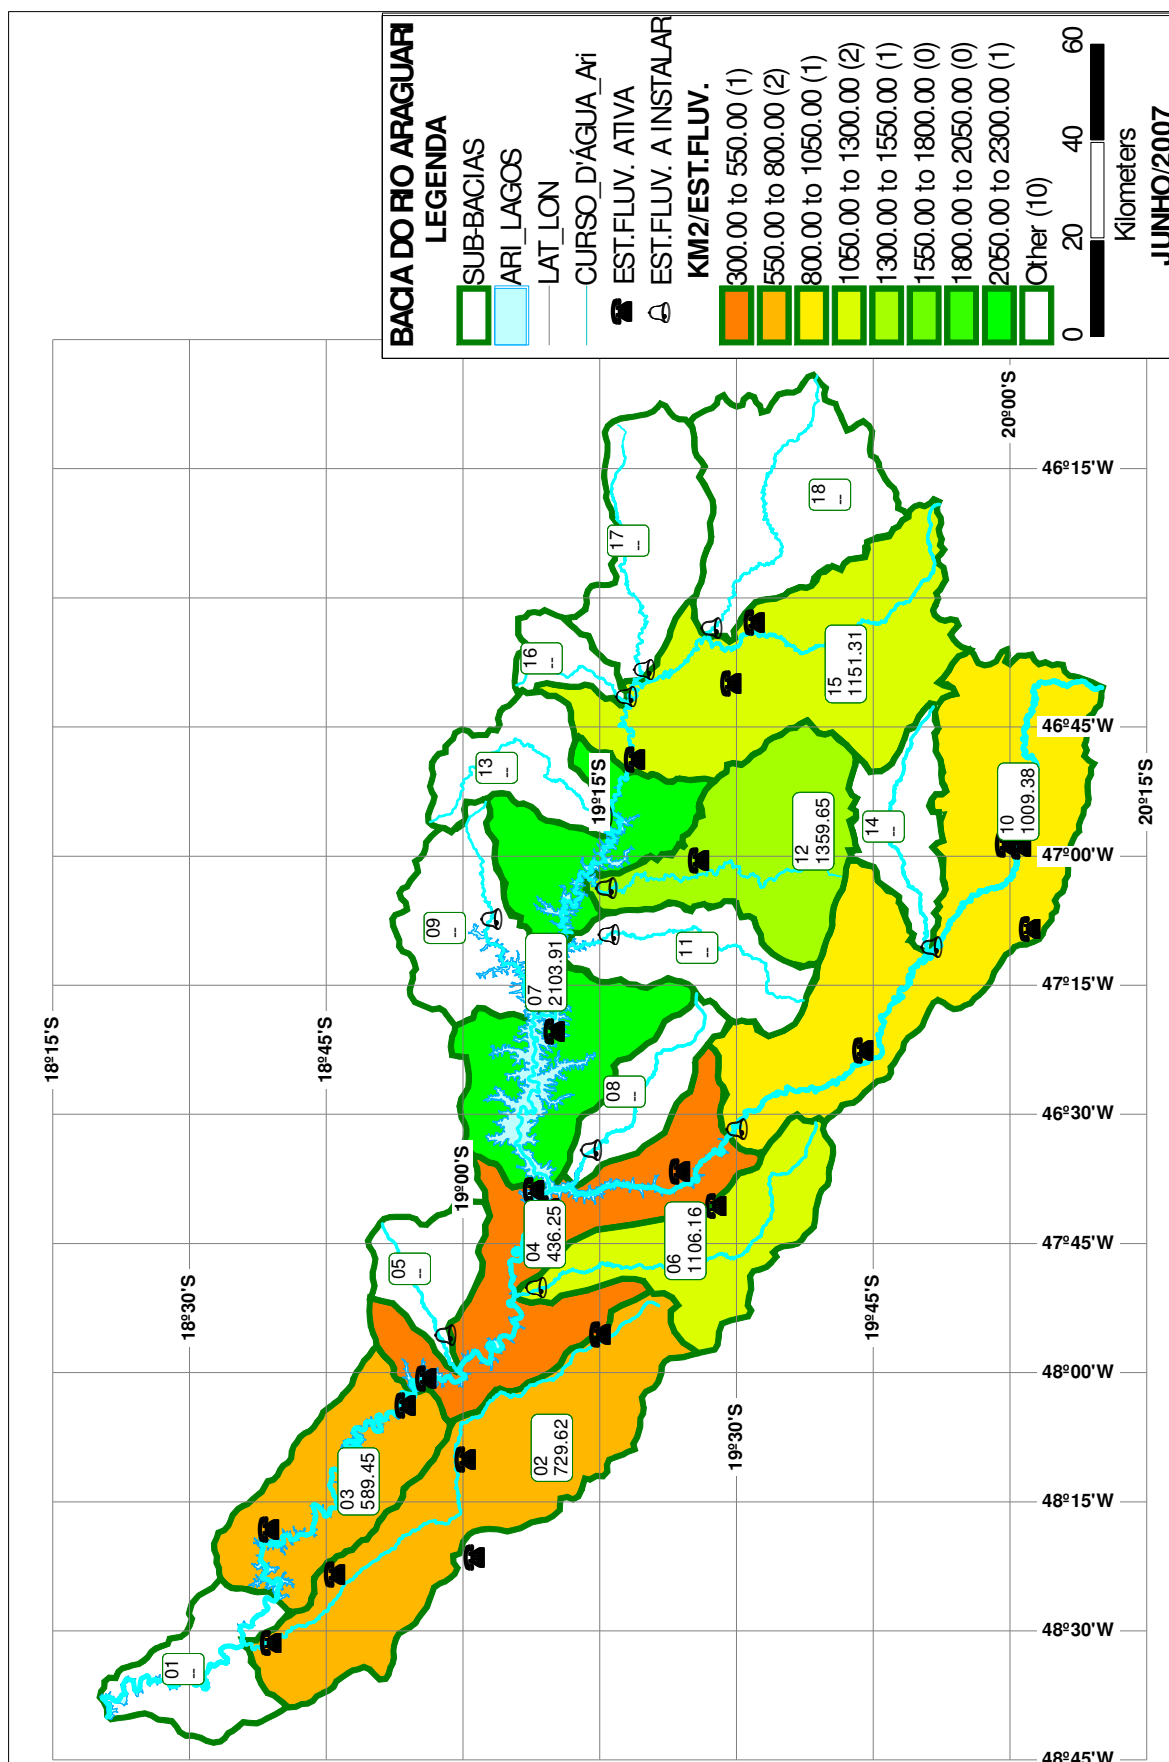 BACIA DO RIO ARAGUARI
LEGENDA
SUB-BACIAS
ARI_LAGOS
LAT_LON
CURSO_D'ÁGUA_Ari
EST.FLUV. ATIVA
EST.FLUV. A INSTALAR
KM2/EST.FLUV.
300.00 to 550.00 (1)
550.00 to 800.00 (2)
800.00 to 1050.00 (1)
1050.00 to 1300.00 (2)
1300.00 to 1550.00 (1)
1550.00 to 1800.00 (0)
1800.00 to 2050.00 (0)
2050.00 to 2300.00 (1)
Other (10)
0 20 40 60
Kilometers
JUNHO/2007
18º15'S
18º30'S
18º45'S
19º00'S
19º15'S
19º30'S
19º45'S
20º00'S
20º15'S
48º45'W
48º30'W
48º15'W
48º00'W
47º45'W
46º30'W
47º15'W
47º00'W
46º45'W
46º15'W
01
--
02
729.62
03
589.45
04
436.25
05
--
06
1106.16
07
2103.91
08
--
09
--
10
1009.38
11
--
12
1359.65
13
--
14
--
15
1151.31
16
--
17
--
18
--